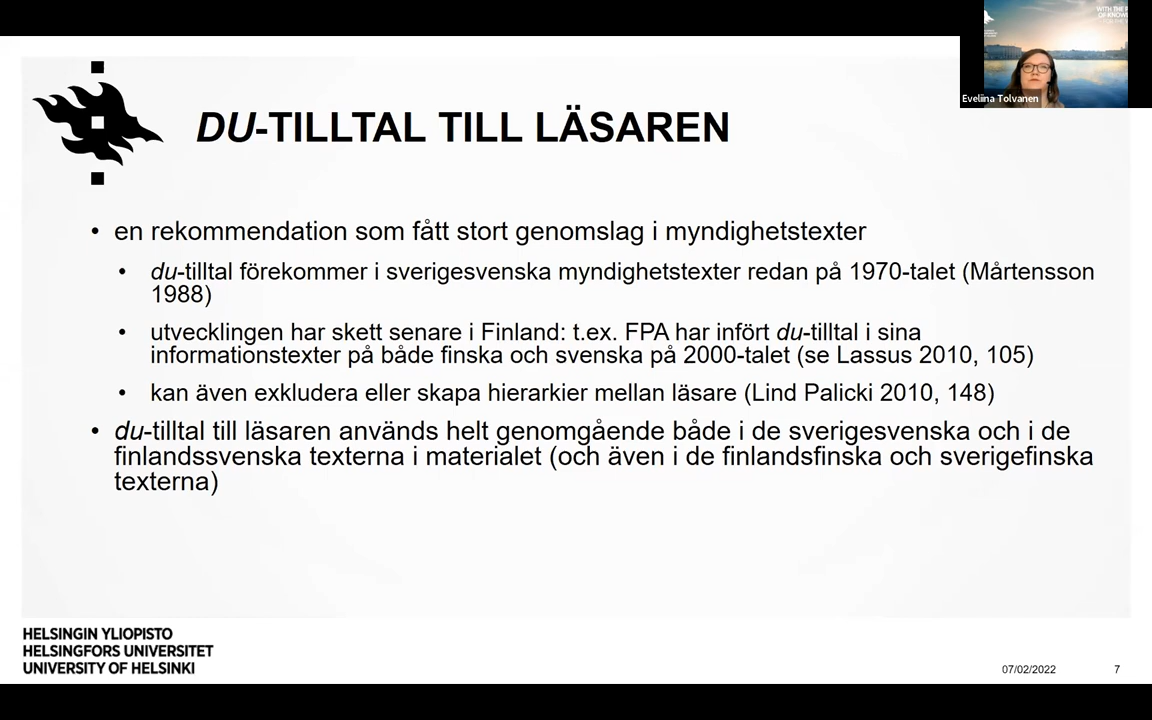 WITH THE P
OF KNOW
Eveliina Tolvanen
DU-TILLTAL TILL LÄSAREN
• en rekommendation som fått stort genomslag i myndighetstexter
• du-tilltal förekommer i sverigesvenska myndighetstexter redan på 1970-talet (Mårtensson
1988)
• utvecklingen har skett senare i Finland: t.ex. FPA har infört du-tilltal i sina
informationstexter på både finska och svenska på 2000-talet (se Lassus 2010, 105)
• kan även exkludera eller skapa hierarkier mellan läsare (Lind Palicki 2010, 148)
• du-tilltal till läsaren används helt genomgående både i de sverigesvenska och i de
finlandssvenska texterna i materialet (och även i de finlandsfinska och sverigefinska
texterna)
HELSINGIN YLIOPISTO
HELSINGFORS UNIVERSITET
UNIVERSITY OF HELSINKI
07/02/2022
7